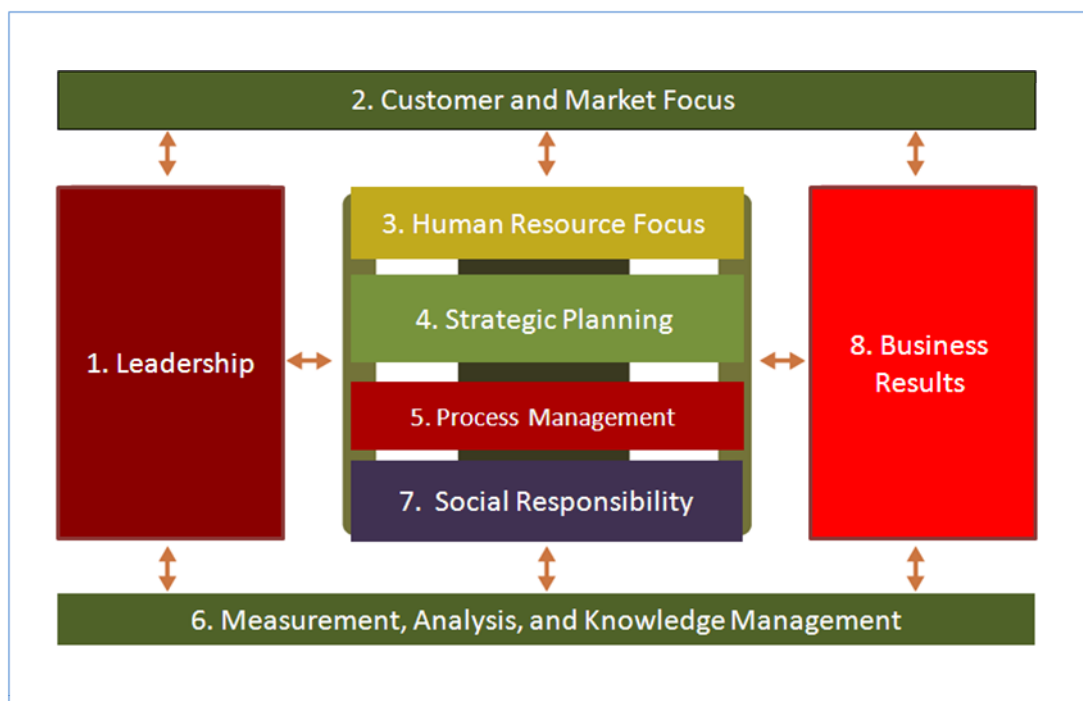 2. Customer and Market Focus
3. Human Resource Focus
4. Strategic Planning
1. Leadership
8. Business
Results
5. Process Management
7. Social Responsibility
6. Measurement, Analysis, and Knowledge Management